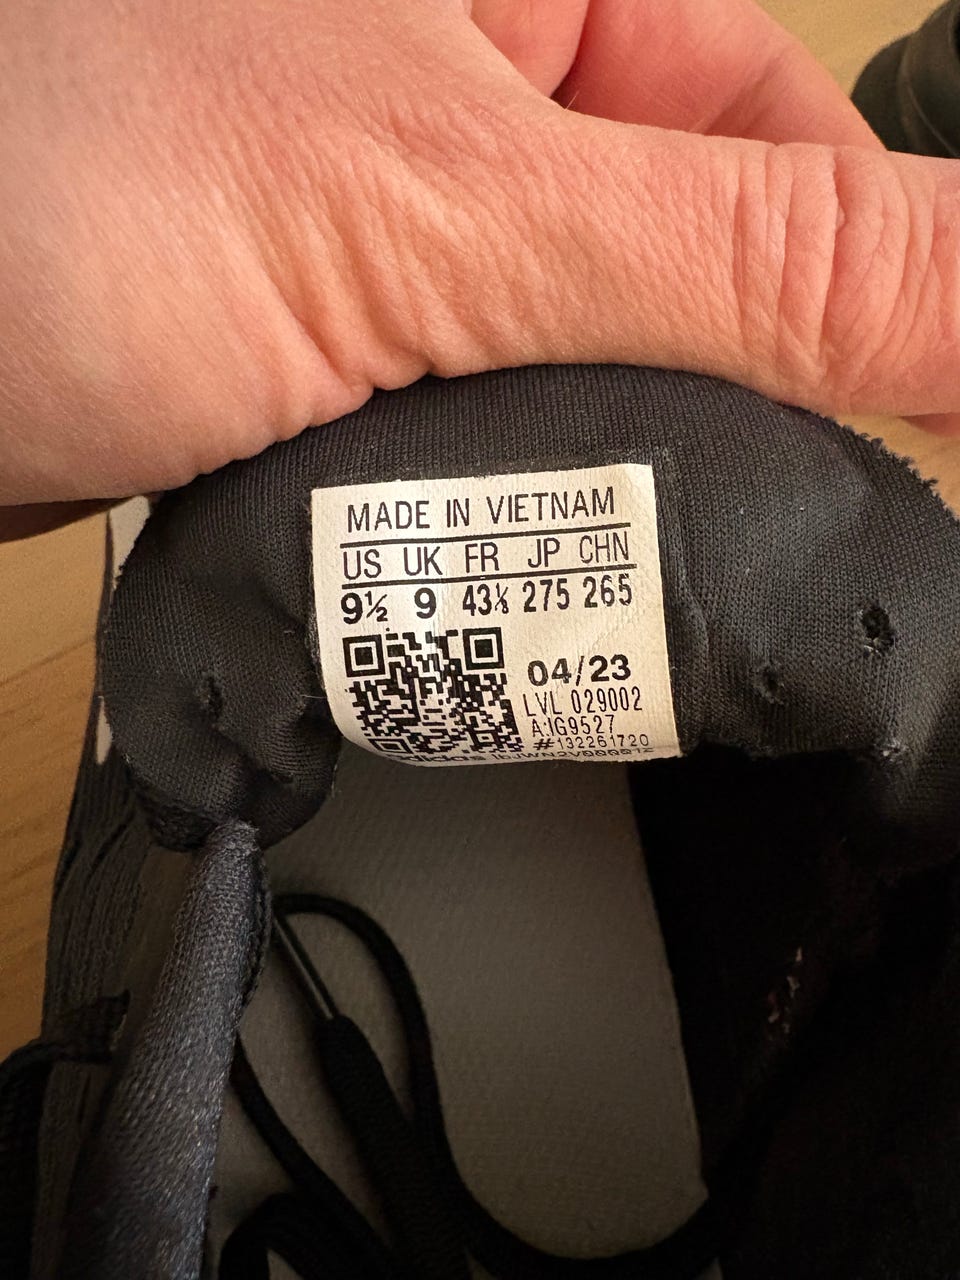 MADE IN VIETNAM
US UK FR JP CHN
9½ 9 43⅓ 275 265
04/23
LVL 029002
A:IG9527
#132261720
adidas